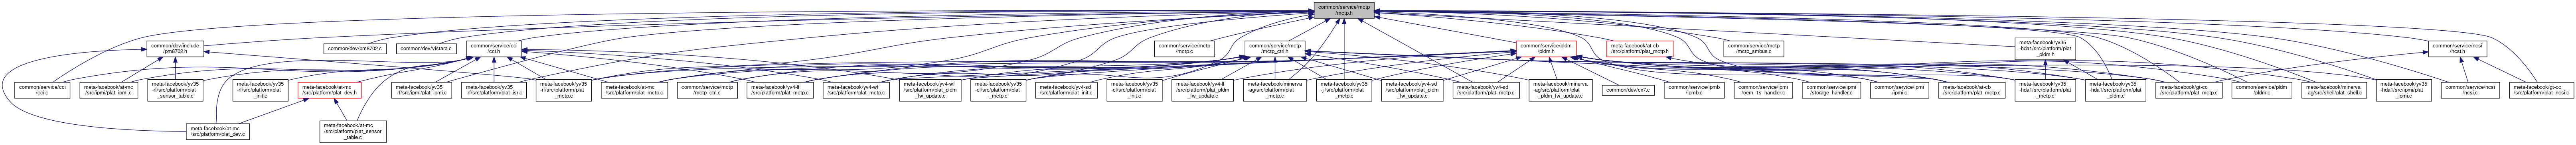 common/service/mctp
/mctp.h
common/dev/include
/pm8702.h
common/dev/pm8702.c
common/dev/vistara.c
common/service/cci
/cci.h
common/service/mctp
/mctp.c
common/service/mctp
/mctp_ctrl.h
common/service/pldm
/pldm.h
meta-facebook/at-cb
/src/platform/plat_mctp.h
common/service/mctp
/mctp_smbus.c
meta-facebook/yv35
-hda1/src/platform/plat
_pldm.h
common/service/ncsi
/ncsi.h
common/service/cci
/cci.c
meta-facebook/at-mc
/src/ipmi/plat_ipmi.c
meta-facebook/yv35
-rf/src/platform/plat
_sensor_table.c
meta-facebook/yv35
-rf/src/platform/plat
_init.c
meta-facebook/at-mc
/src/platform/plat_dev.h
meta-facebook/yv35
-rf/src/ipmi/plat_ipmi.c
meta-facebook/yv35
-rf/src/platform/plat_isr.c
meta-facebook/yv35
-rf/src/platform/plat
_mctp.c
meta-facebook/at-mc
/src/platform/plat_mctp.c
common/service/mctp
/mctp_ctrl.c
meta-facebook/yv4-ff
/src/platform/plat_mctp.c
meta-facebook/yv4-wf
/src/platform/plat_mctp.c
meta-facebook/yv4-wf
/src/platform/plat_pldm
_fw_update.c
meta-facebook/yv35
-cl/src/platform/plat
_mctp.c
meta-facebook/yv4-sd
/src/platform/plat_init.c
meta-facebook/yv35
-cl/src/platform/plat
_init.c
meta-facebook/yv4-ff
/src/platform/plat_pldm
_fw_update.c
meta-facebook/minerva
-ag/src/platform/plat
_mctp.c
meta-facebook/yv35
-ji/src/platform/plat
_mctp.c
meta-facebook/yv4-sd
/src/platform/plat_pldm
_fw_update.c
meta-facebook/yv4-sd
/src/platform/plat_mctp.c
meta-facebook/minerva
-ag/src/platform/plat
_pldm_fw_update.c
common/dev/cx7.c
common/service/ipmb
/ipmb.c
common/service/ipmi
/oem_1s_handler.c
common/service/ipmi
/storage_handler.c
common/service/ipmi
/ipmi.c
meta-facebook/at-cb
/src/platform/plat_mctp.c
meta-facebook/yv35
-hda1/src/platform/plat
_mctp.c
meta-facebook/yv35
-hda1/src/platform/plat
_pldm.c
meta-facebook/gt-cc
/src/platform/plat_mctp.c
common/service/pldm
/pldm.c
meta-facebook/minerva
-ag/src/shell/plat_shell.c
meta-facebook/yv35
-hda1/src/ipmi/plat
_ipmi.c
common/service/ncsi
/ncsi.c
meta-facebook/gt-cc
/src/platform/plat_ncsi.c
meta-facebook/at-mc
/src/platform/plat_dev.c
meta-facebook/at-mc
/src/platform/plat_sensor
_table.c